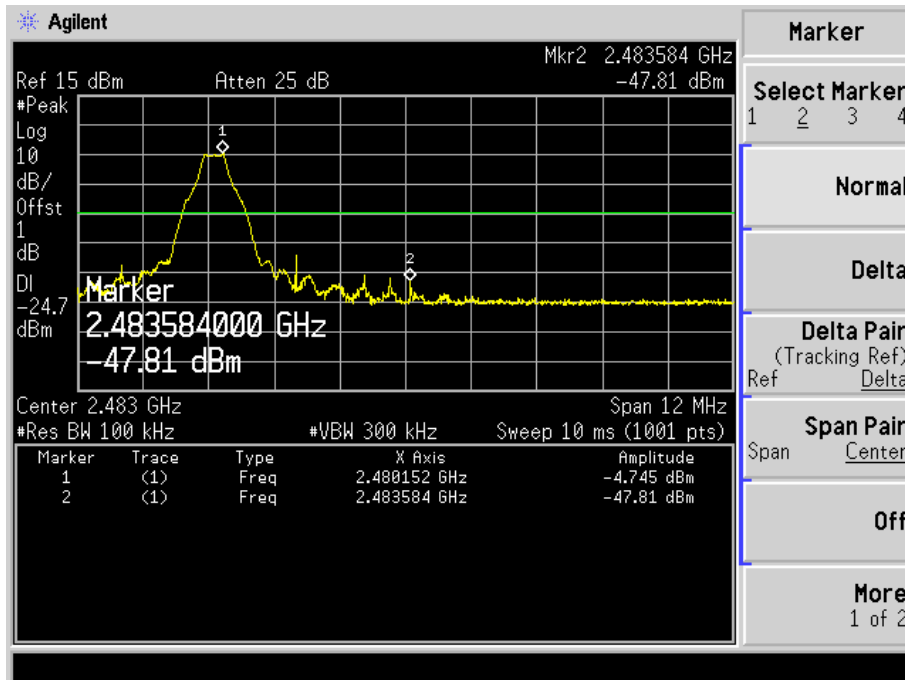 Agilent
Marker
Mkr2 2.483584 GHz
Ref 15 dBm Atten 25 dB -47.81 dBm
#Peak
Log
10
dB/
Offst
1
dB
DI
-24.7
dBm
1
2
Marker
2.483584000 GHz
-47.81 dBm
Center 2.483 GHz Span 12 MHz
#Res BW 100 kHz #VBW 300 kHz Sweep 10 ms (1001 pts)
Marker Trace Type X Axis Amplitude
1 (1) Freq 2.480152 GHz -4.745 dBm
2 (1) Freq 2.483584 GHz -47.81 dBm
Select Marker
1 2 3 4
Normal
Delta
Delta Pair
(Tracking Ref)
Ref Delta
Span Pair
Span Center
Off
More
1 of 2